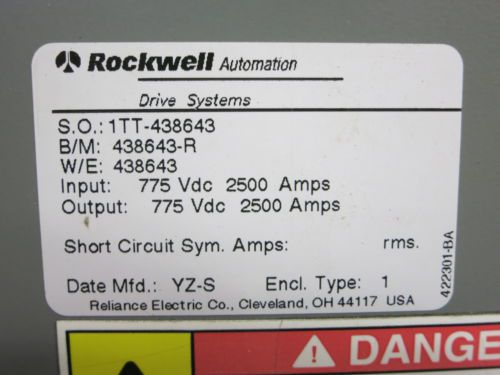 Rockwell Automation
Drive Systems
S.O.: 1TT-438643
B/M: 438643-R
W/E: 438643
Input: 775 Vdc 2500 Amps
Output: 775 Vdc 2500 Amps
Short Circuit Sym. Amps: rms.
Date Mfd.: YZ-S Encl. Type: 1
Reliance Electric Co., Cleveland, OH 44117 USA
422301-BA
DANGE